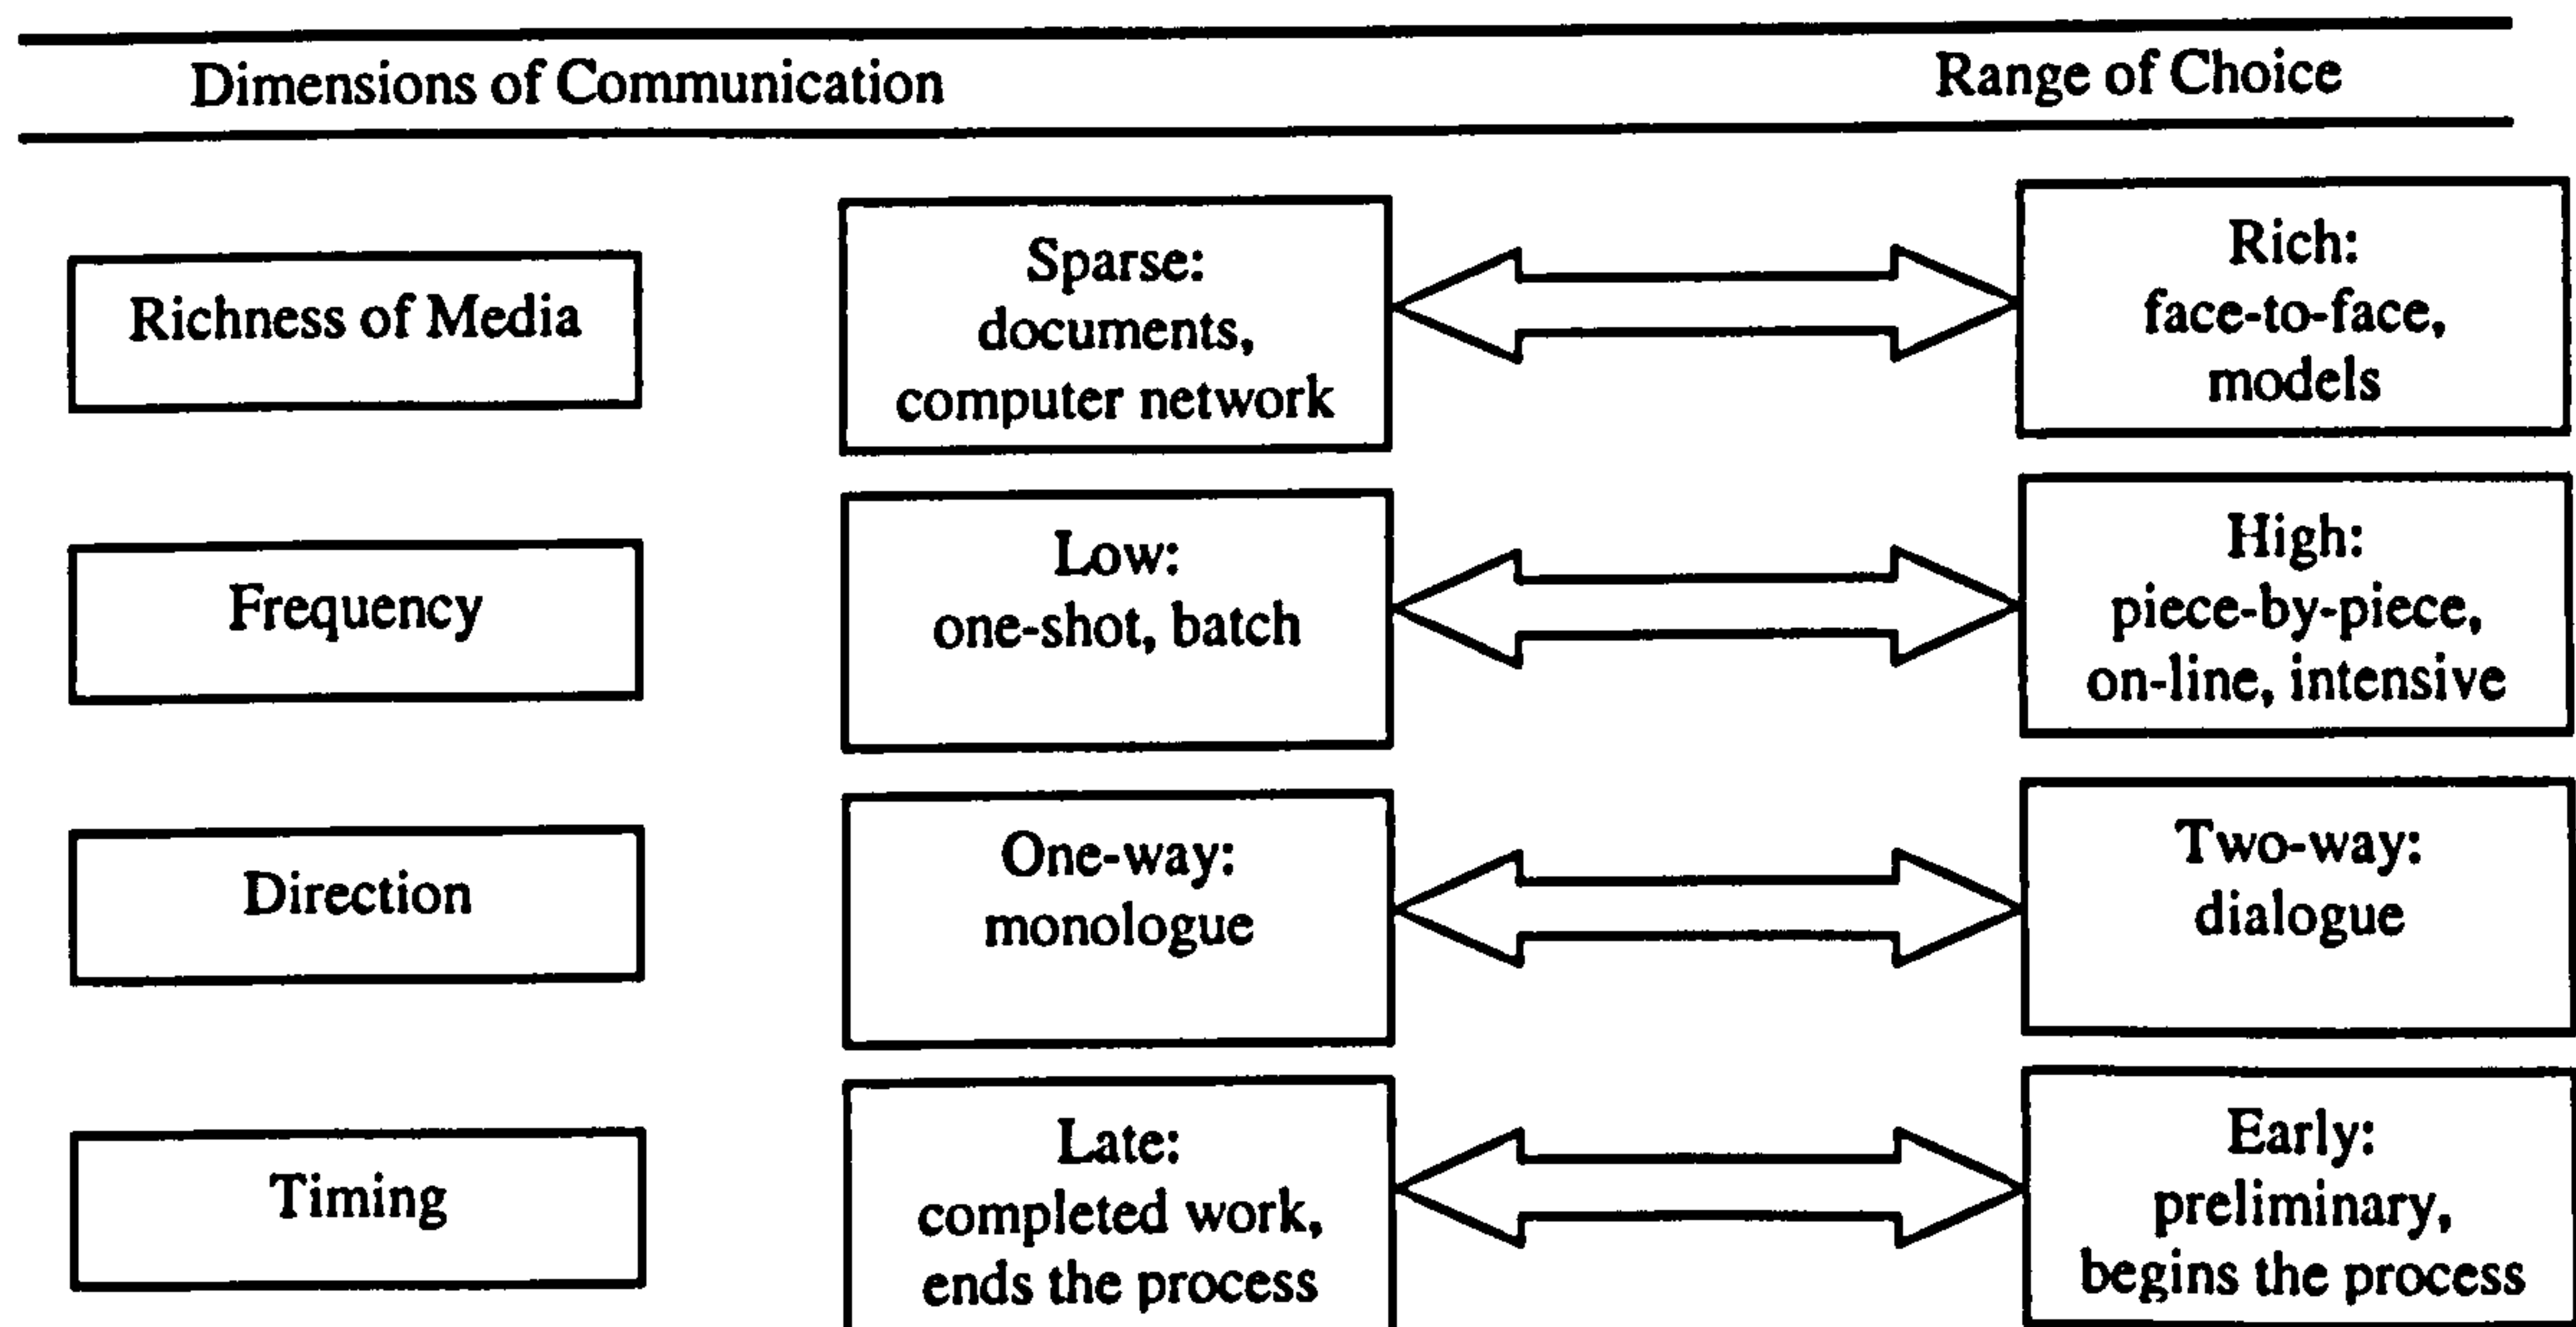 Dimensions of Communication
Range of Choice
Richness of Media
Sparse:
documents,
computer network
Rich:
face-to-face,
models
Frequency
Low:
one-shot, batch
High:
piece-by-piece,
on-line, intensive
Direction
One-way:
monologue
Two-way:
dialogue
Timing
Late:
completed work,
ends the process
Early:
preliminary,
begins the process